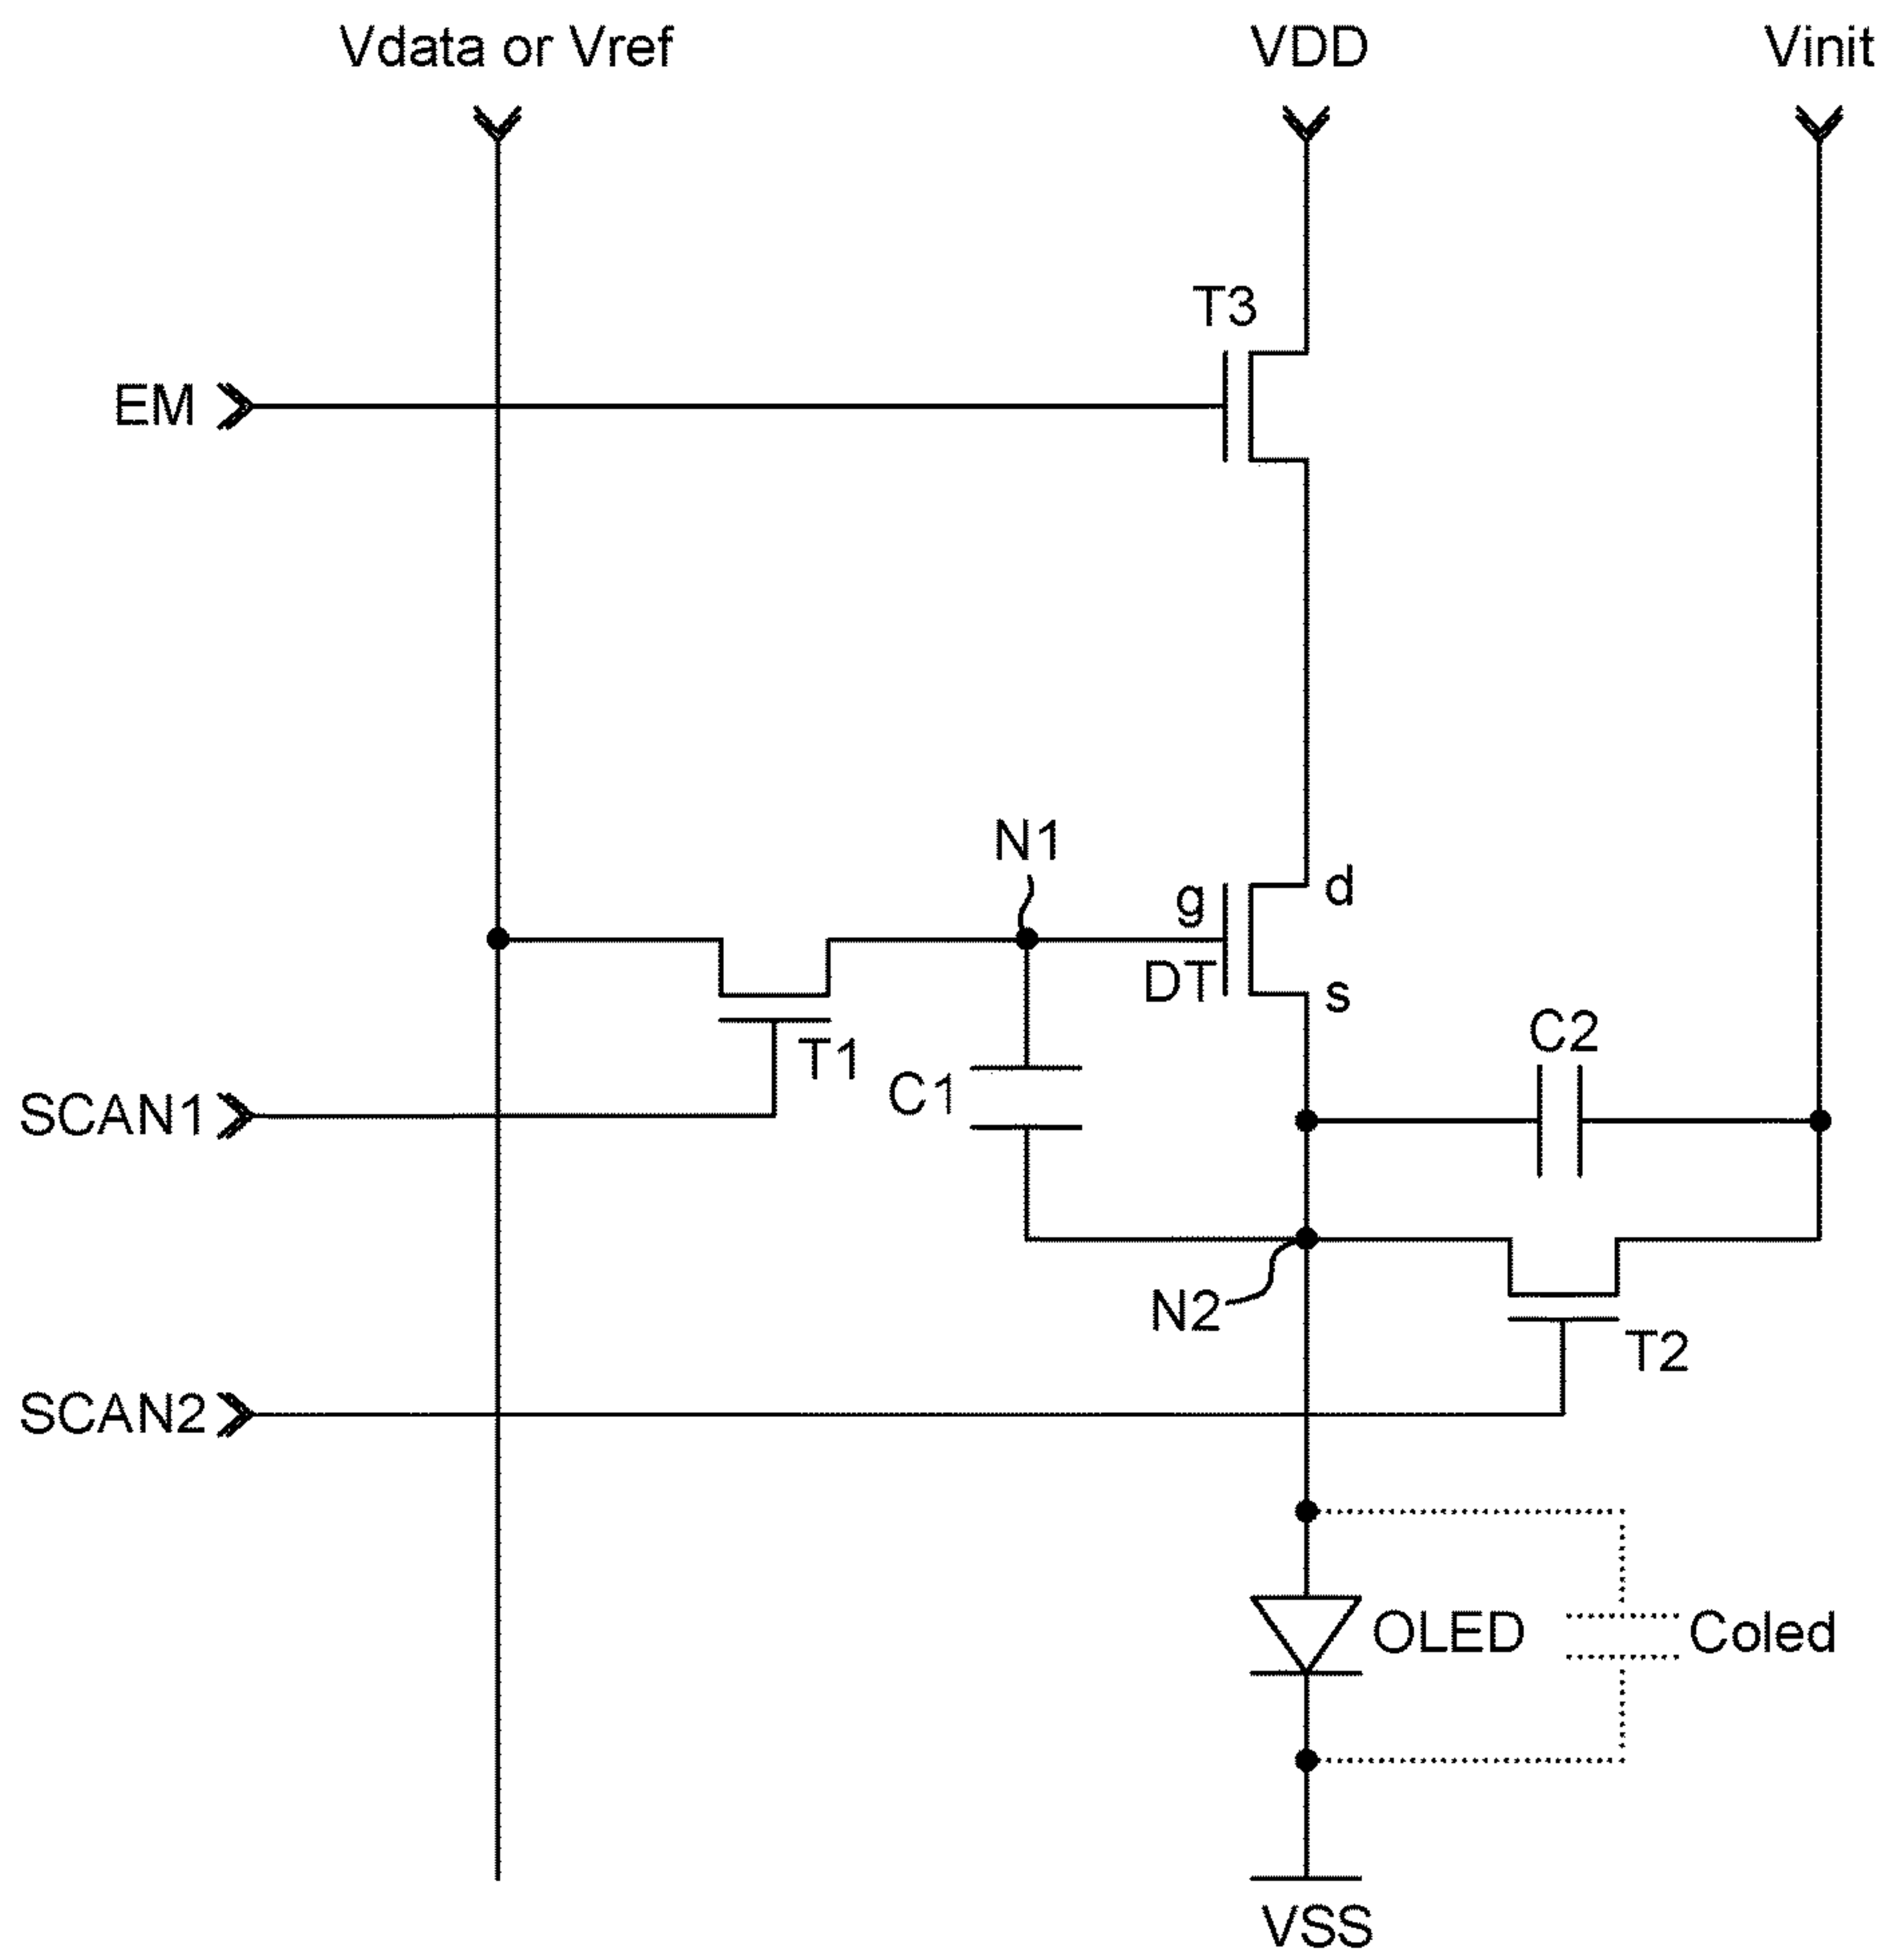 Vdata or Vref VDD Vinit
T3
EM
N1
g d
DT s
C2
T1
C1
SCAN1
N2
T2
SCAN2
OLED Coled
VSS